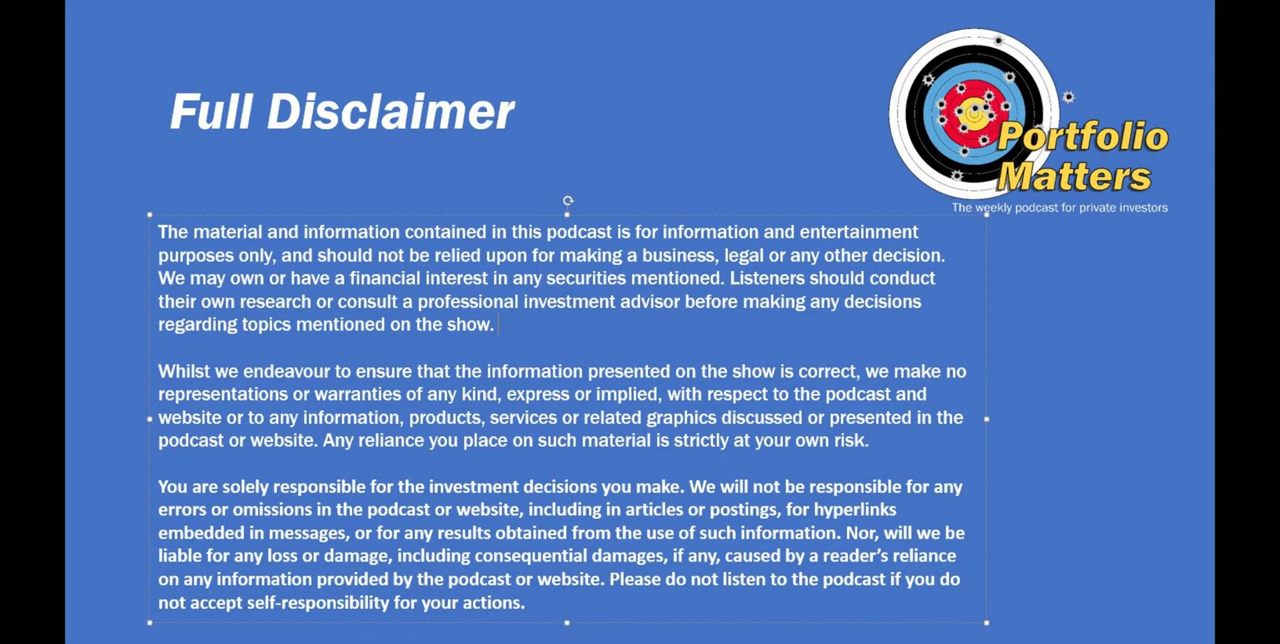 Full Disclaimer
Portfolio
Matters
The weekly podcast for private investors
The material and information contained in this podcast is for information and entertainment
purposes only, and should not be relied upon for making a business, legal or any other decision.
We may own or have a financial interest in any securities mentioned. Listeners should conduct
their own research or consult a professional investment advisor before making any decisions
regarding topics mentioned on the show.
Whilst we endeavour to ensure that the information presented on the show is correct, we make no
representations or warranties of any kind, express or implied, with respect to the podcast and
website or to any information, products, services or related graphics discussed or presented in the
podcast or website. Any reliance you place on such material is strictly at your own risk.
You are solely responsible for the investment decisions you make. We will not be responsible for any
errors or omissions in the podcast or website, including in articles or postings, for hyperlinks
embedded in messages, or for any results obtained from the use of such information. Nor, will we be
liable for any loss or damage, including consequential damages, if any, caused by a reader’s reliance
on any information provided by the podcast or website. Please do not listen to the podcast if you do
not accept self-responsibility for your actions.